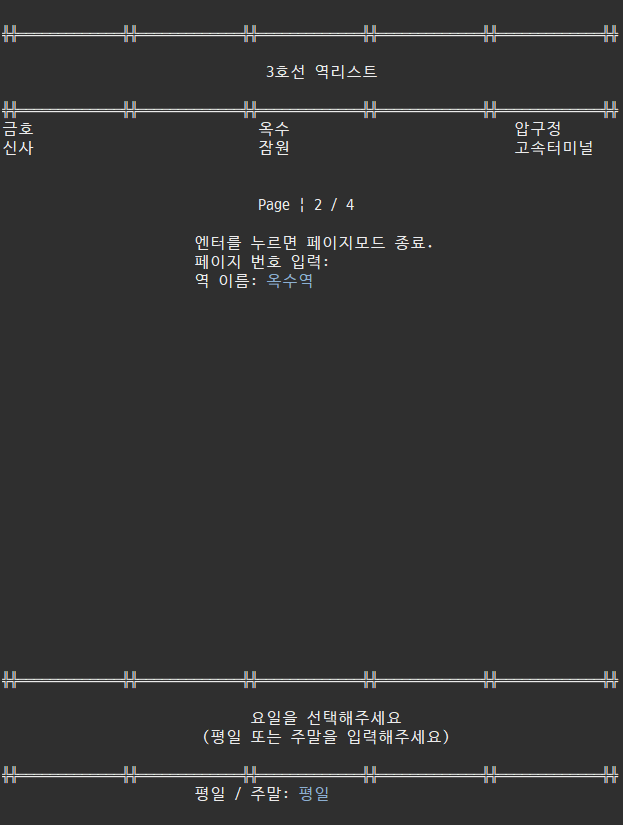 3호선 역리스트
금호 옥수 압구정
신사 잠원 고속터미널
Page ¦ 2 / 4
엔터를 누르면 페이지모드 종료.
페이지 번호 입력:
역 이름: 옥수역
요일을 선택해주세요
(평일 또는 주말을 입력해주세요)
평일 / 주말: 평일